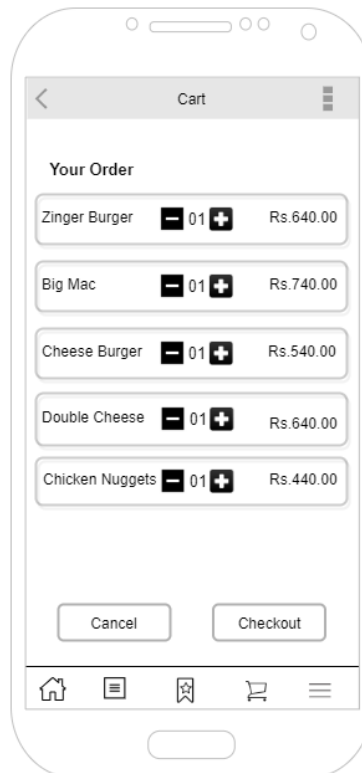 Cart
Your Order
Zinger Burger 01 Rs.640.00
Big Mac 01 Rs.740.00
Cheese Burger 01 Rs.540.00
Double Cheese 01 Rs.640.00
Chicken Nuggets 01 Rs.440.00
Cancel Checkout